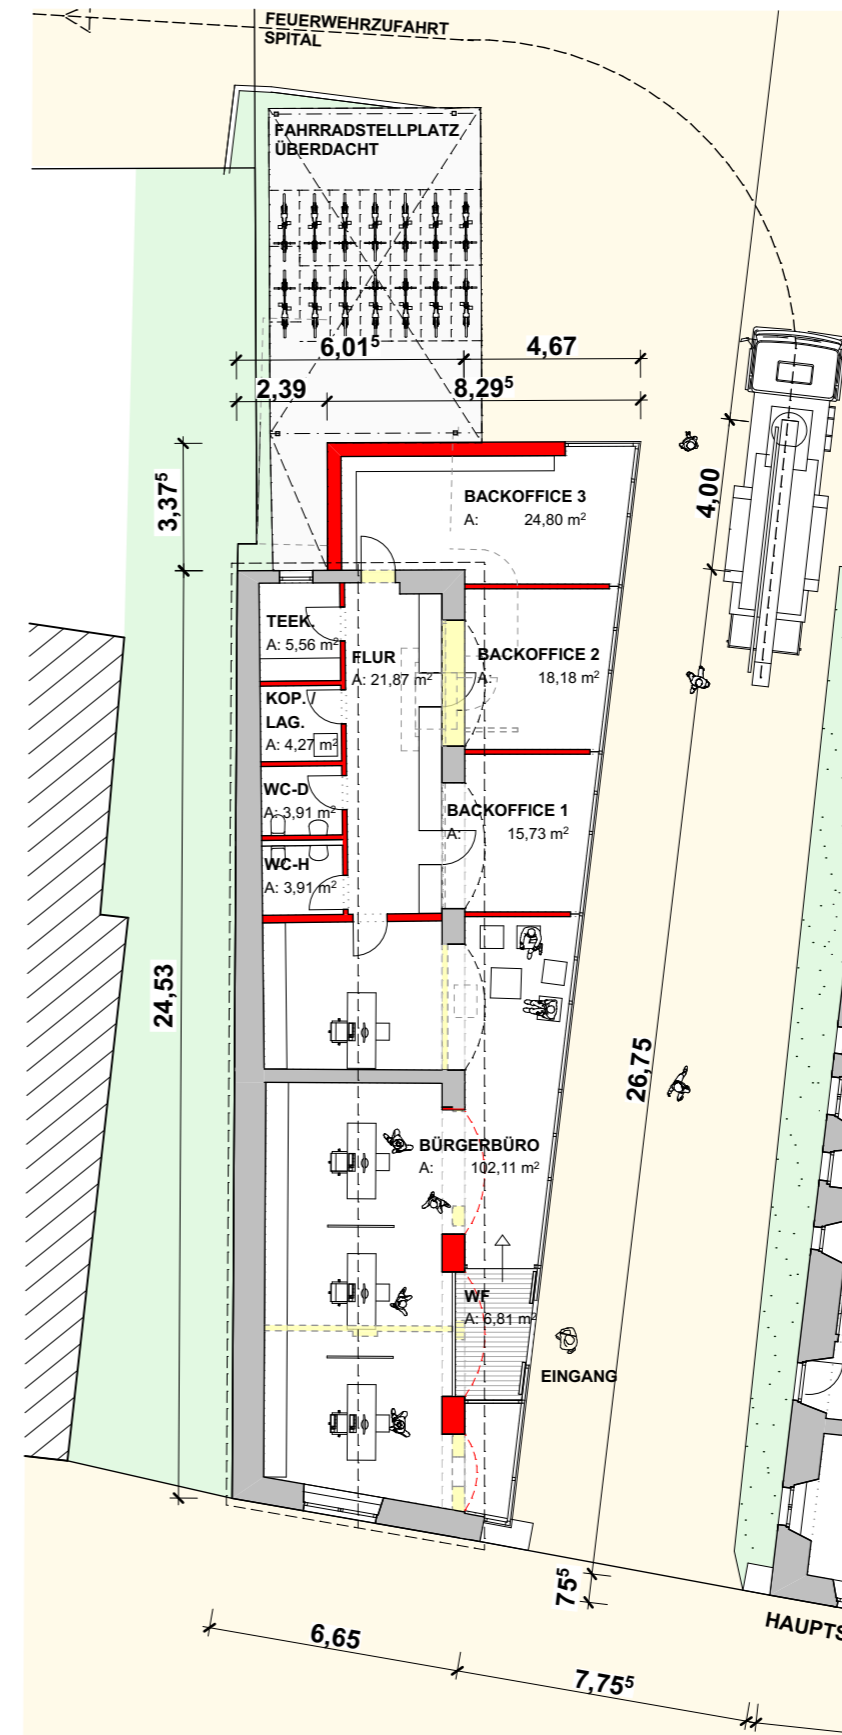 FEUERWEHRZUFAHRT
SPITAL
FAHRRADSTELLPLATZ
ÜBERDACHT
6,01⁵
4,67
2,39
8,29⁵
3,37⁵
4,00
BACKOFFICE 3
A: 24,80 m²
TEEK.
A: 5,56 m²
FLUR
A: 21,87 m²
BACKOFFICE 2
A: 18,18 m²
KOP. /
LAG.
A: 4,27 m²
WC-D
A: 3,91 m²
BACKOFFICE 1
A: 15,73 m²
WC-H
A: 3,91 m²
24,53
26,75
BÜRGERBÜRO
A: 102,11 m²
WF
A: 6,81 m²
EINGANG
75⁵
HAUPTS
6,65
7,75⁵